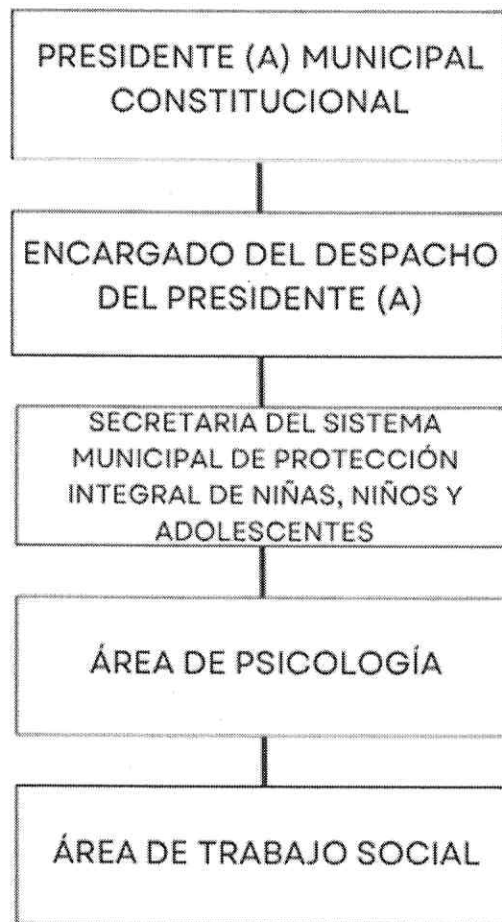 PRESIDENTE (A) MUNICIPAL
CONSTITUCIONAL
ENCARGADO DEL DESPACHO
DEL PRESIDENTE (A)
SECRETARIA DEL SISTEMA
MUNICIPAL DE PROTECCIÓN
INTEGRAL DE NIÑAS, NIÑOS Y
ADOLESCENTES
ÁREA DE PSICOLOGÍA
ÁREA DE TRABAJO SOCIAL